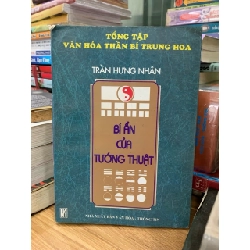 TỔNG TẬP
VĂN HÓA THẦN BÍ TRUNG HOA
TRẦN HƯNG NHÂN
BÍ ẨN
CỦA
TƯỚNG THUẬT